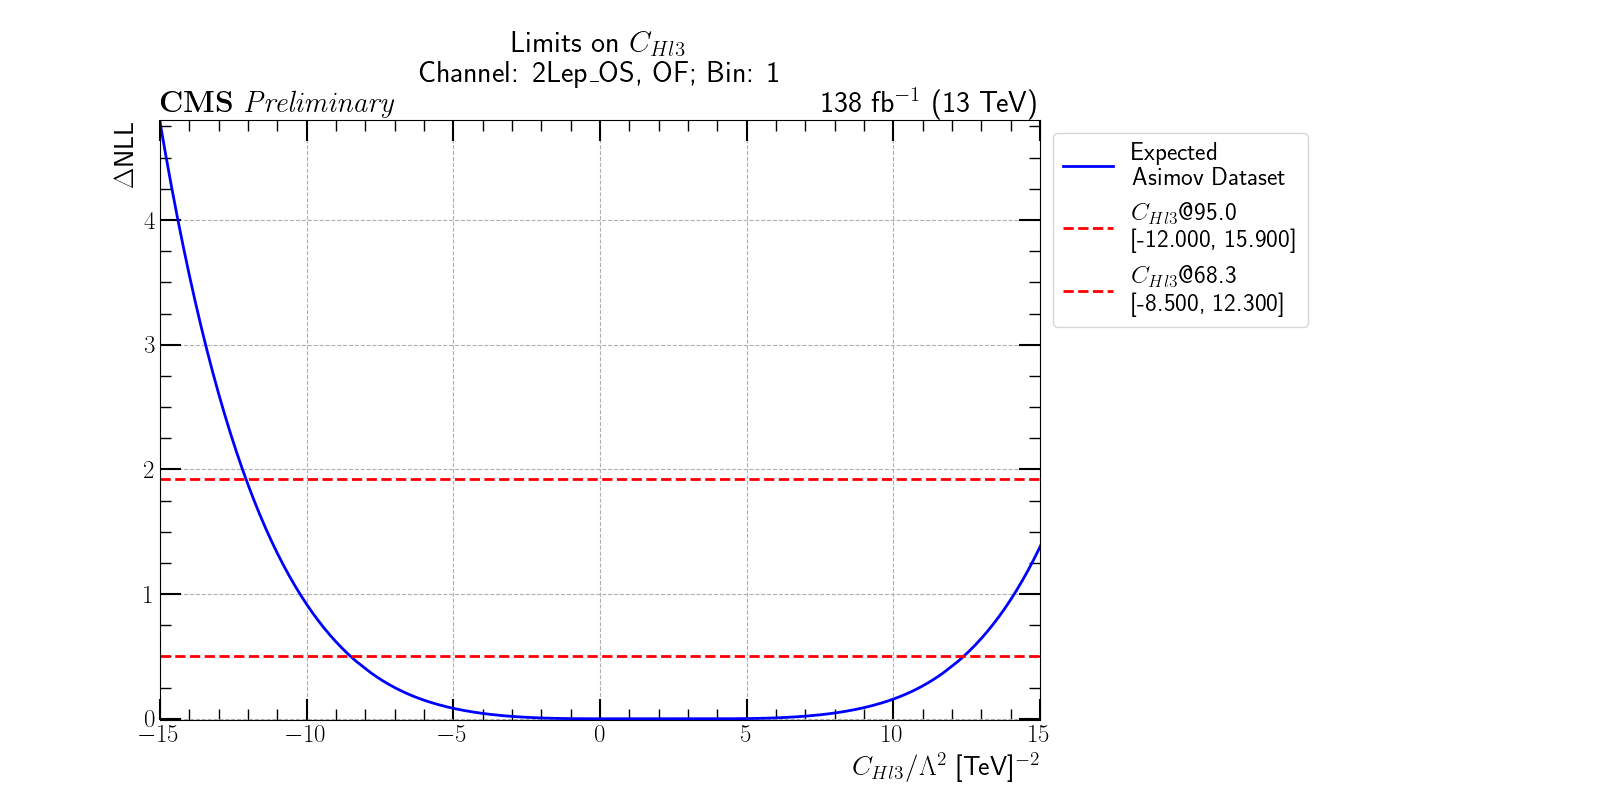 Limits on C_{Hl3}
Channel: 2Lep_OS, OF; Bin: 1
CMS Preliminary 138 fb⁻¹ (13 TeV)
ΔNLL
4
3
2
1
0
−15 −10 −5 0 5 10 15
C_{Hl3}/Λ² [TeV]⁻²
Expected
Asimov Dataset
C_{Hl3}@95.0
[-12.000, 15.900]
C_{Hl3}@68.3
[-8.500, 12.300]